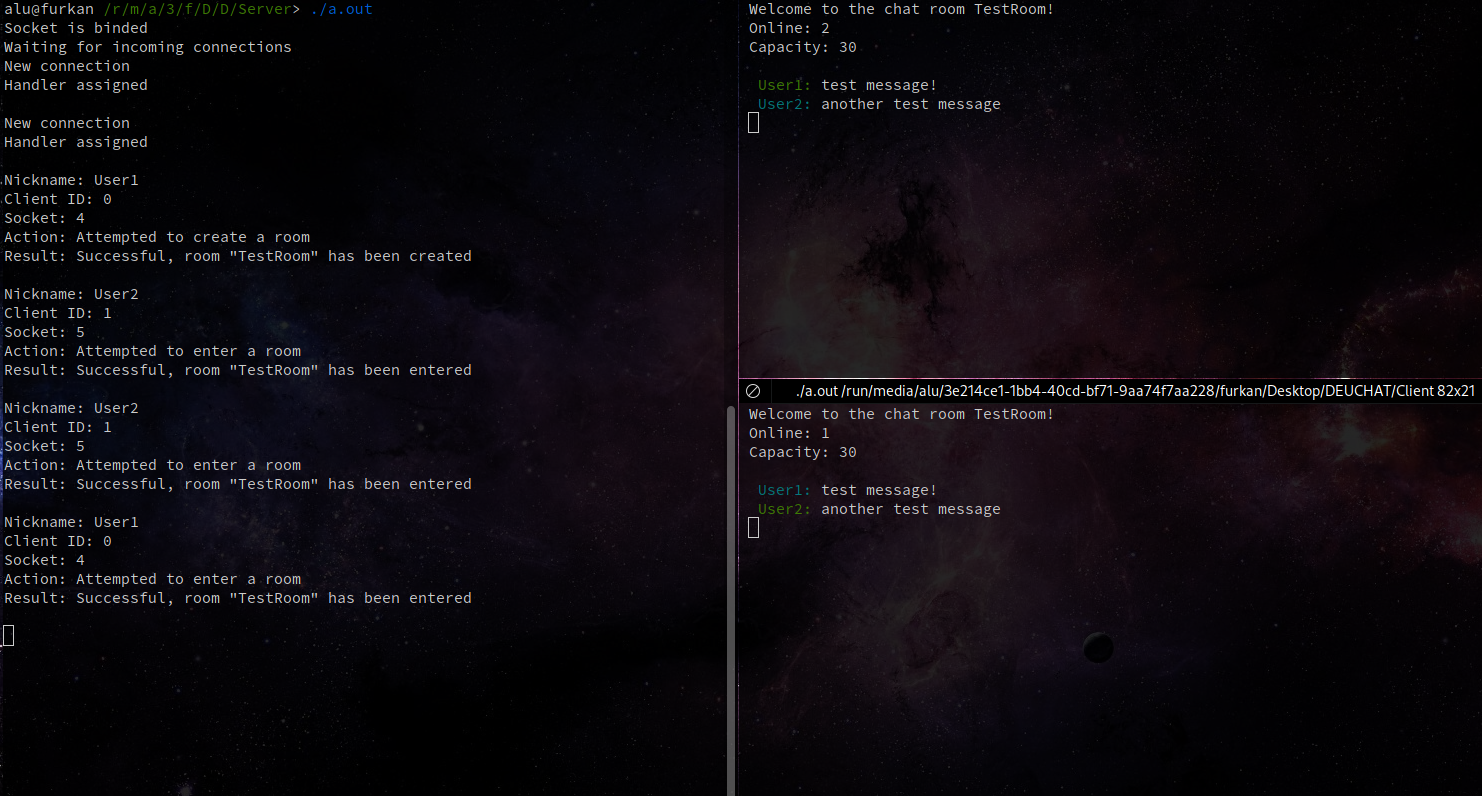 alu@furkan /r/m/a/3/f/D/D/Server> ./a.out
Socket is binded
Waiting for incoming connections
New connection
Handler assigned
New connection
Handler assigned
Nickname: User1
Client ID: 0
Socket: 4
Action: Attempted to create a room
Result: Successful, room "TestRoom" has been created
Nickname: User2
Client ID: 1
Socket: 5
Action: Attempted to enter a room
Result: Successful, room "TestRoom" has been entered
Nickname: User2
Client ID: 1
Socket: 5
Action: Attempted to enter a room
Result: Successful, room "TestRoom" has been entered
Nickname: User1
Client ID: 0
Socket: 4
Action: Attempted to enter a room
Result: Successful, room "TestRoom" has been entered
Welcome to the chat room TestRoom!
Online: 2
Capacity: 30
User1: test message!
User2: another test message
./a.out /run/media/alu/3e214ce1-1bb4-40cd-bf71-9aa74f7aa228/furkan/Desktop/DEUCHAT/Client 82x21
Welcome to the chat room TestRoom!
Online: 1
Capacity: 30
User1: test message!
User2: another test message